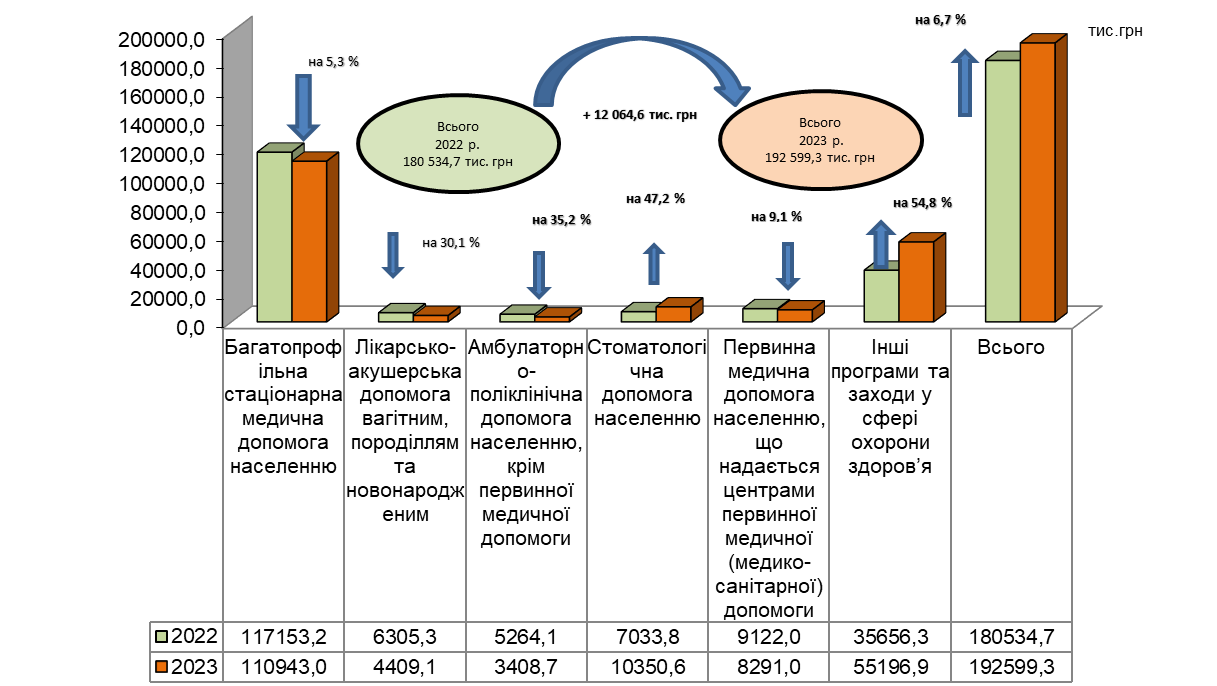 на 6,7 %
тис.грн
200000,0
180000,0
160000,0
140000,0
120000,0
100000,0
80000,0
60000,0
40000,0
20000,0
0,0
на 5,3 %
+ 12 064,6 тис. грн
Всього
2022 р.
180 534,7 тис. грн
Всього
2023 р.
192 599,3 тис. грн
на 30,1 %
на 35,2 %
на 47,2 %
на 9,1 %
на 54,8 %
Багатопроф
ільна
стаціонарна
медична
допомога
населенню
Лікарсько-
акушерська
допомога
вагітним,
породіллям
та
новонародж
еним
Амбулаторн
о-
поліклінічна
допомога
населенню,
крім
первинної
медичної
допомоги
Стоматологі
чна
допомога
населенню
Первинна
медична
допомога
населенню,
що
надається
центрами
первинної
медичної
(медико-
санітарної)
допомоги
Інші
програми та
заходи у
сфері
охорони
здоров’я
Всього
2022 117153,2 6305,3 5264,1 7033,8 9122,0 35656,3 180534,7
2023 110943,0 4409,1 3408,7 10350,6 8291,0 55196,9 192599,3